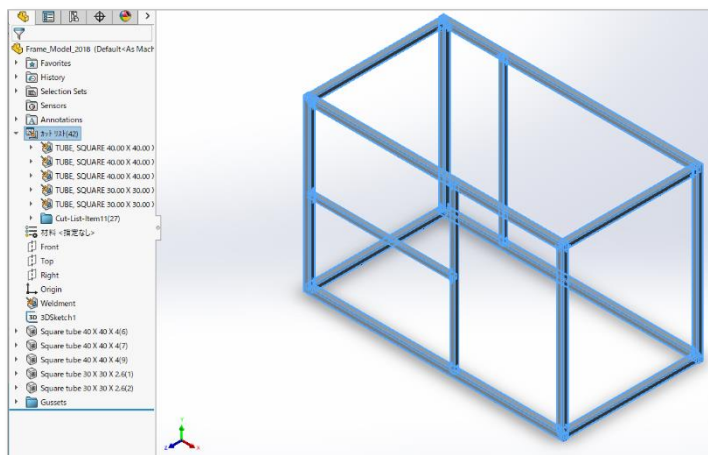 Frame_Model_2018 (Default<As Mach
Favorites
History
Selection Sets
Sensors
Annotations
カット リスト(42)
TUBE, SQUARE 40.00 X 40.00 X
TUBE, SQUARE 40.00 X 40.00 X
TUBE, SQUARE 40.00 X 40.00 X
TUBE, SQUARE 30.00 X 30.00 X
TUBE, SQUARE 30.00 X 30.00 X
Cut-List-Item11(27)
材料 <指定なし>
Front
Top
Right
Origin
Weldment
3DSketch1
Square tube 40 X 40 X 4(6)
Square tube 40 X 40 X 4(7)
Square tube 40 X 40 X 4(9)
Square tube 30 X 30 X 2.6(1)
Square tube 30 X 30 X 2.6(2)
Gussets
Y
Z
X